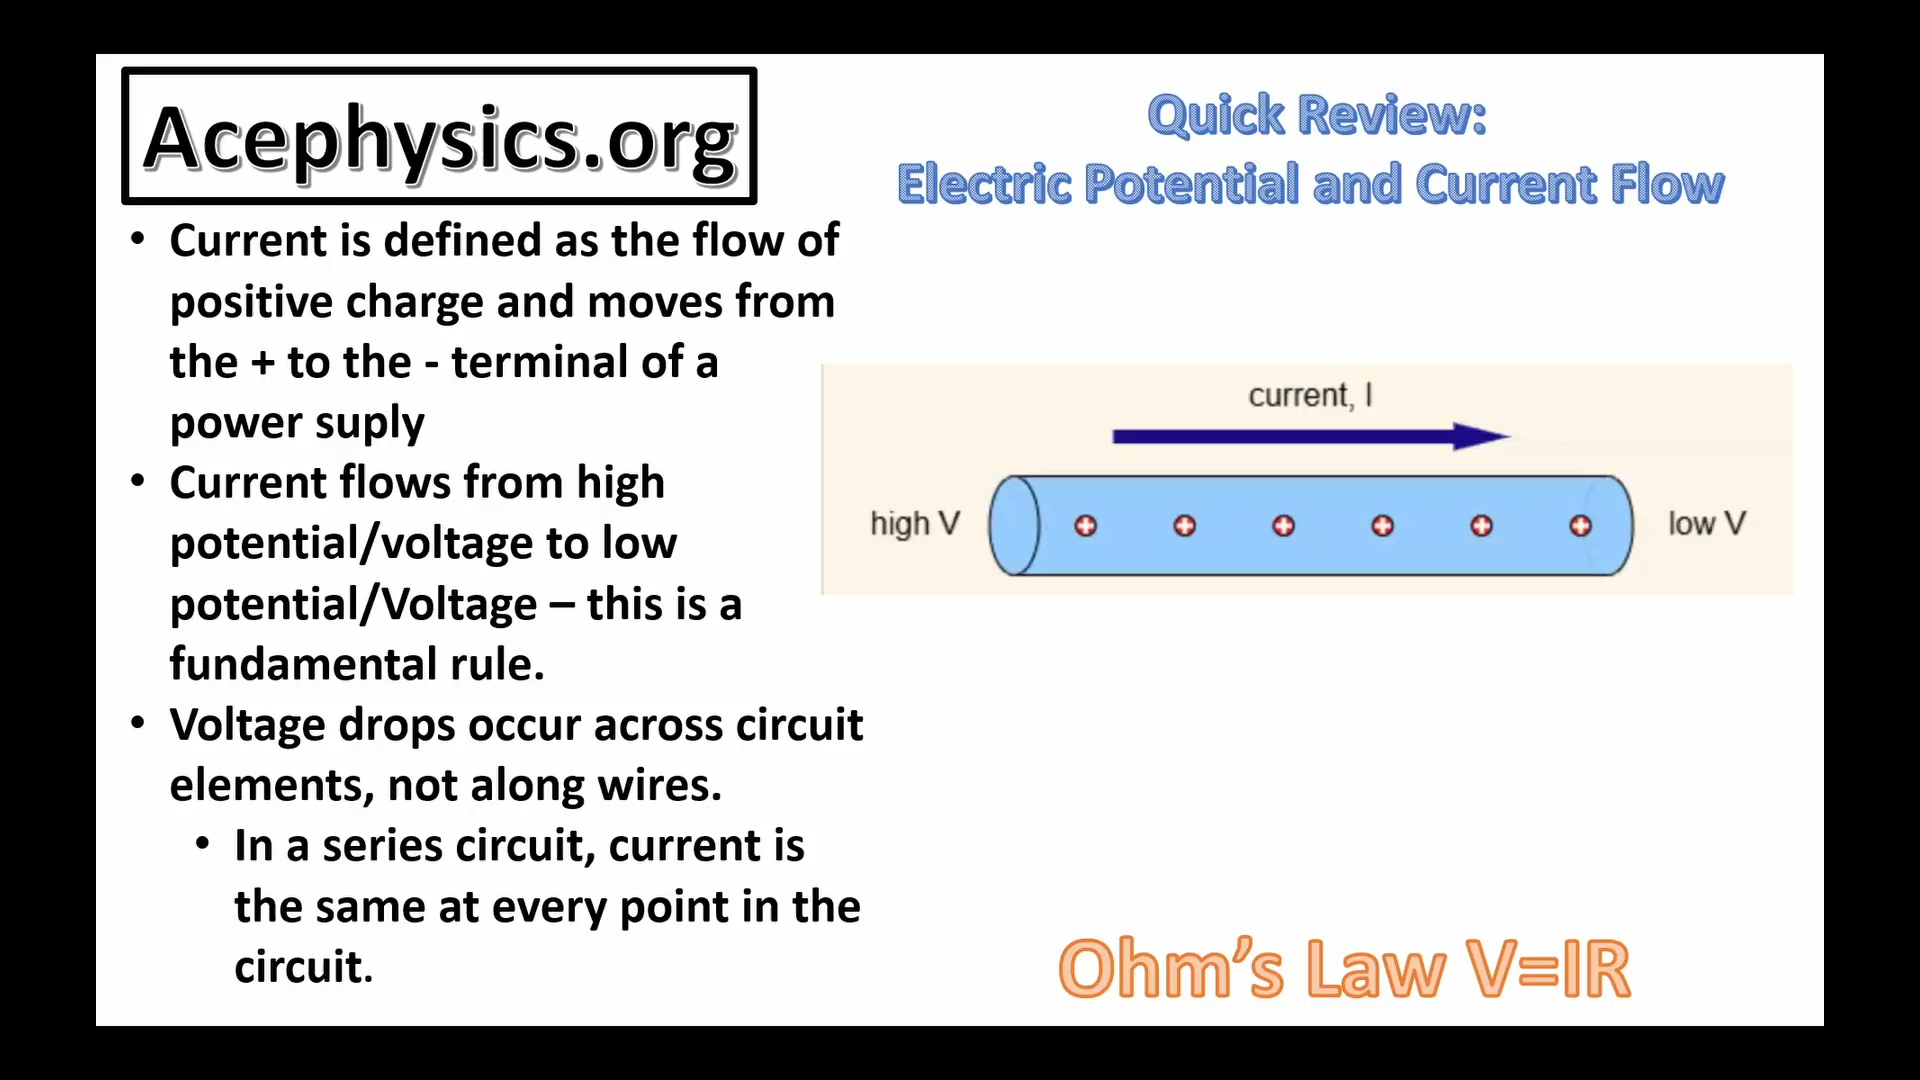 Acephysics.org
Quick Review:
Electric Potential and Current Flow
• Current is defined as the flow of
positive charge and moves from
the + to the - terminal of a
power suply
• Current flows from high
potential/voltage to low
potential/Voltage – this is a
fundamental rule.
• Voltage drops occur across circuit
elements, not along wires.
• In a series circuit, current is
the same at every point in the
circuit.
current, I
high V
low V
Ohm’s Law V=IR